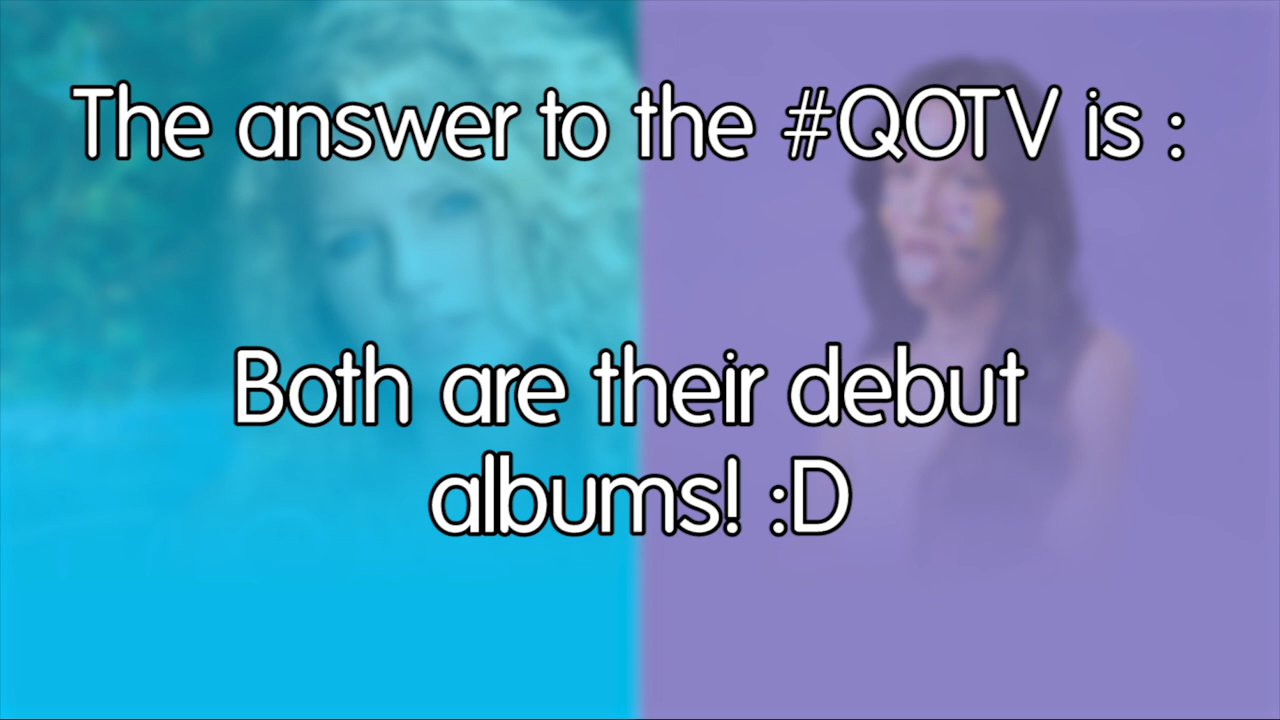 The answer to the #QOTV is :
Both are their debut
albums! :D